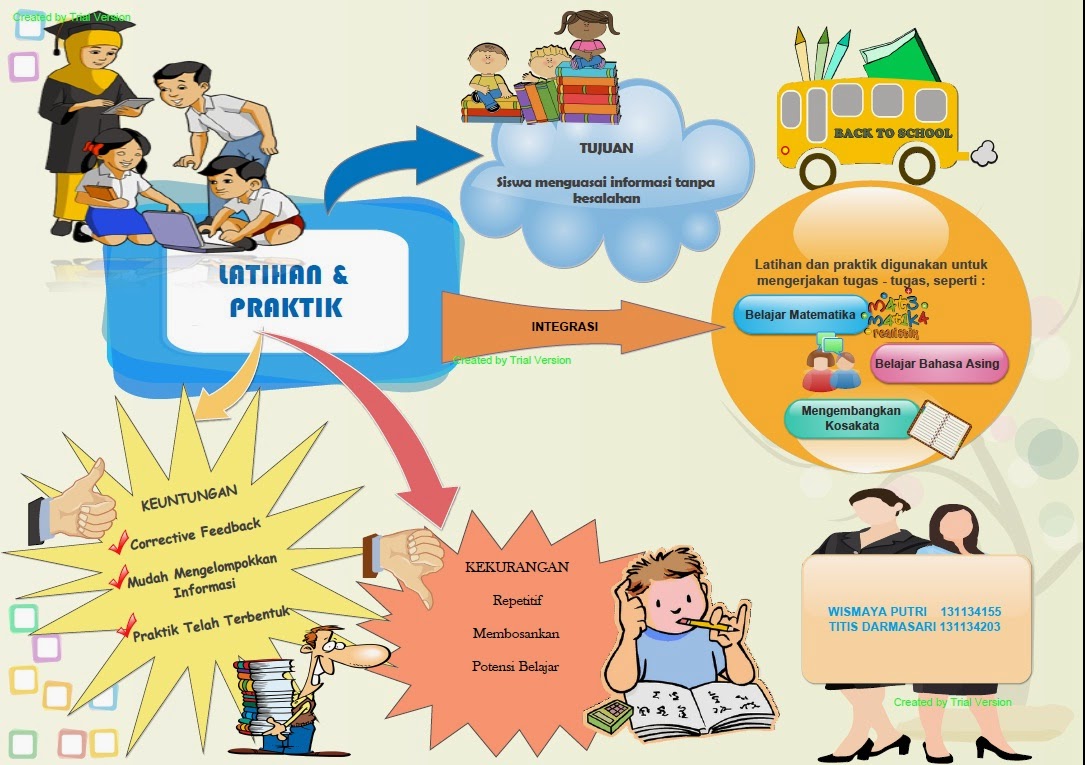 Created by Trial Version
TUJUAN
Siswa menguasai informasi tanpa
kesalahan
BACK TO SCHOOL
LATIHAN &
PRAKTIK
INTEGRASI
Created by Trial Version
Latihan dan praktik digunakan untuk
mengerjakan tugas - tugas, seperti :
Belajar Matematika
MAT3
MATIKA
realistik
Belajar Bahasa Asing
Mengembangkan
Kosakata
KEUNTUNGAN
Corrective Feedback
Mudah Mengelompokkan
Informasi
Praktik Telah Terbentuk
KEKURANGAN
Repetitif
Membosankan
Potensi Belajar
WISMAYA PUTRI 131134155
TITIS DARMASARI 131134203
Created by Trial Version